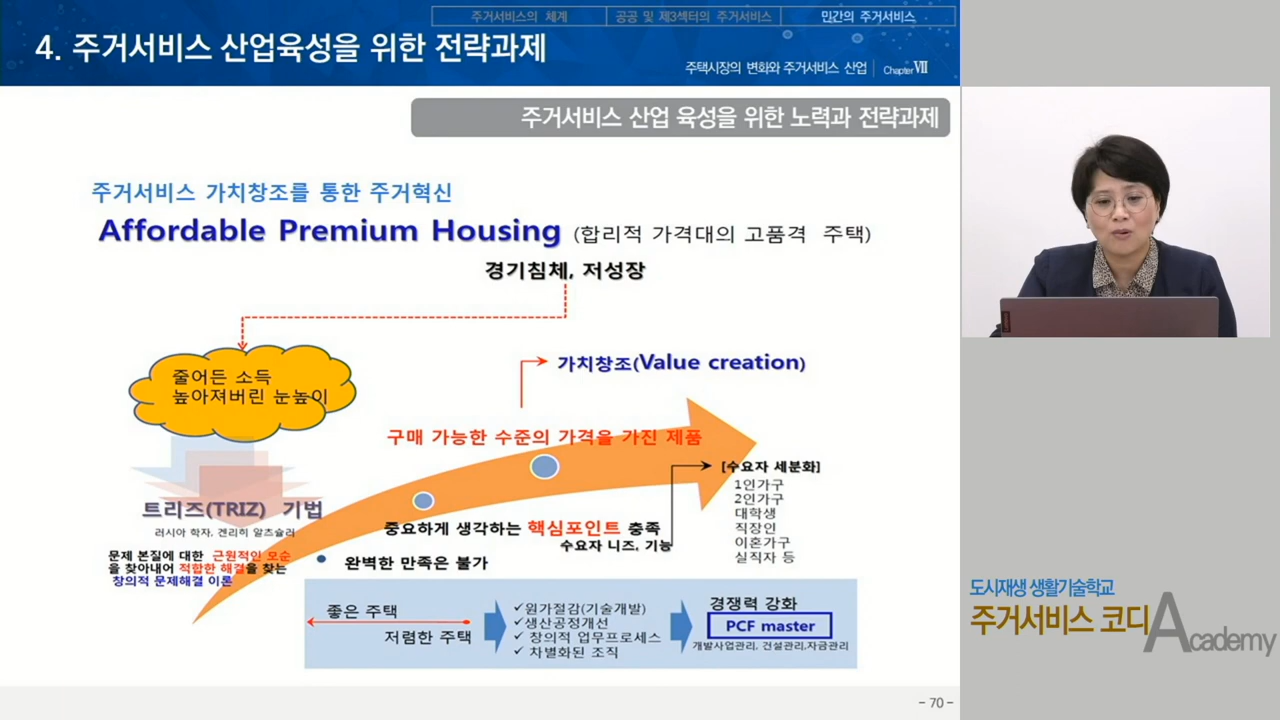 주거서비스의 체계
공공 및 제3섹터의 주거서비스
민간의 주거서비스
4. 주거서비스 산업육성을 위한 전략과제
주택시장의 변화와 주거서비스 산업
Chapter Ⅶ
주거서비스 산업 육성을 위한 노력과 전략과제
주거서비스 가치창조를 통한 주거혁신
Affordable Premium Housing (합리적 가격대의 고품격 주택)
경기침체, 저성장
줄어든 소득
높아져버린 눈높이
가치창조(Value creation)
구매 가능한 수준의 가격을 가진 제품
[수요자 세분화]
1인가구
2인가구
대학생
직장인
이혼가구
실직자 등
트리즈(TRIZ) 기법
러시아 학자, 겐리히 알츠슐러
문제 본질에 대한 근원적인 모순
을 찾아내어 적합한 해결을 찾는
창의적 문제해결 이론
중요하게 생각하는 핵심포인트 충족
수요자 니즈, 기능
완벽한 만족은 불가
좋은 주택
저렴한 주택
✓원가절감(기술개발)
✓생산공정개선
✓ 창의적 업무프로세스
✓ 차별화된 조직
경쟁력 강화
PCF master
개발사업관리, 건설관리,자금관리
도시재생 생활기술학교
주거서비스 코디
Academy
- 70 -